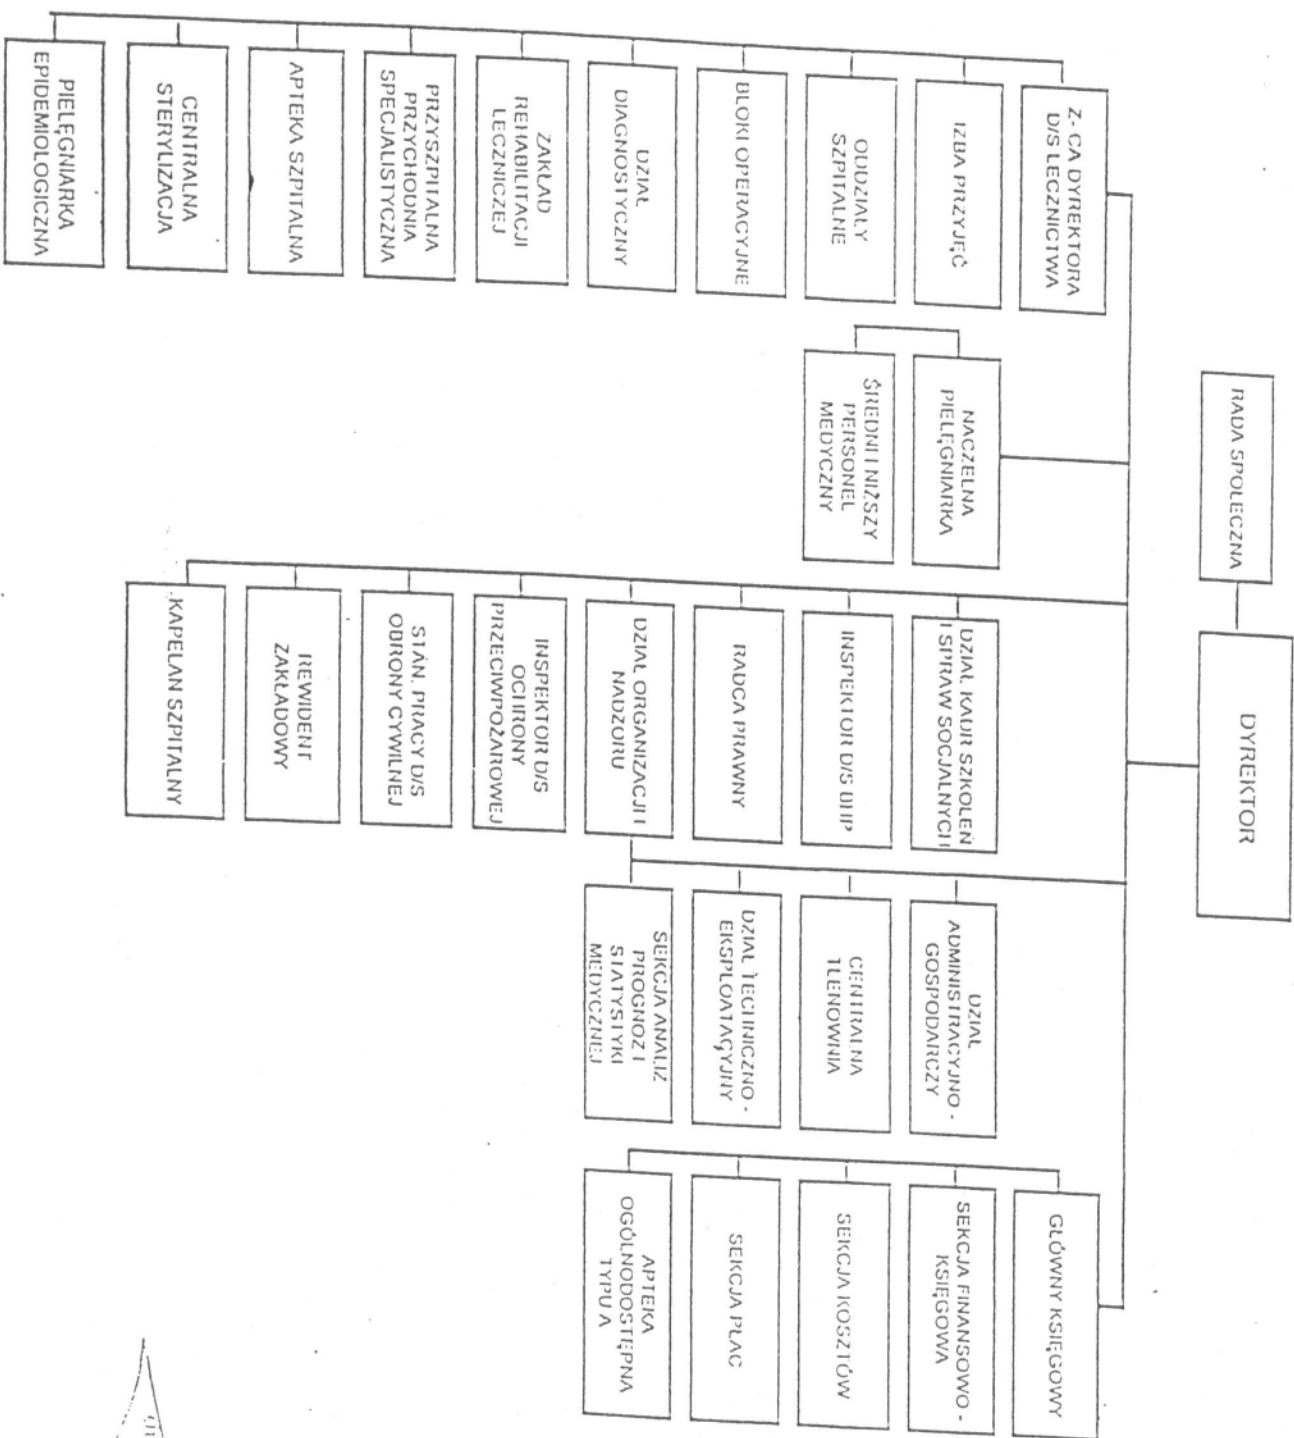 RADA SPOŁECZNA
DYREKTOR
Z-CA DYREKTORA
D/S LECZNICTWA
IZBA PRZYJĘĆ
ODDZIAŁY
SZPITALNE
BLOKI OPERACYJNE
DZIAŁ
DIAGNOSTYCZNY
ZAKŁAD
REHABILITACJI
LECZNICZEJ
PRZYSZPITALNA
PRZYCHODNIA
SPECJALISTYCZNA
APTEKA SZPITALNA
CENTRALNA
STERYLIZACJA
PIELĘGNIARKA
EPIDEMIOLOGICZNA
NACZELNA
PIELĘGNIARKA
ŚREDNI I NIŻSZY
PERSONEL
MEDYCZNY
DZIAŁ KADR SZKOLEŃ
I SPRAW SOCJALNYCH
INSPEKTOR D/S BHP
RADCA PRAWNY
DZIAŁ ORGANIZACJI I
NADZORU
INSPEKTOR D/S
OCHRONY
PRZECIWPOŻAROWEJ
STAN. PRACY D/S
OBRONY CYWILNEJ
REWIDENT
ZAKŁADOWY
KAPELAN SZPITALNY
DZIAŁ
ADMINISTRACYJNO -
GOSPODARCZY
CENTRALNA
TLENOWNIA
DZIAŁ TECHNICZNO -
EKSPLOATACYJNY
SEKCJA ANALIZ
PROGNOZ I
STATYSTYKI
MEDYCZNEJ
GŁÓWNY KSIĘGOWY
SEKCJA FINANSOWO -
KSIĘGOWA
SEKCJA KOSZTÓW
SEKCJA PŁAC
APTEKA
OGÓLNODOSTĘPNA
TYPU A